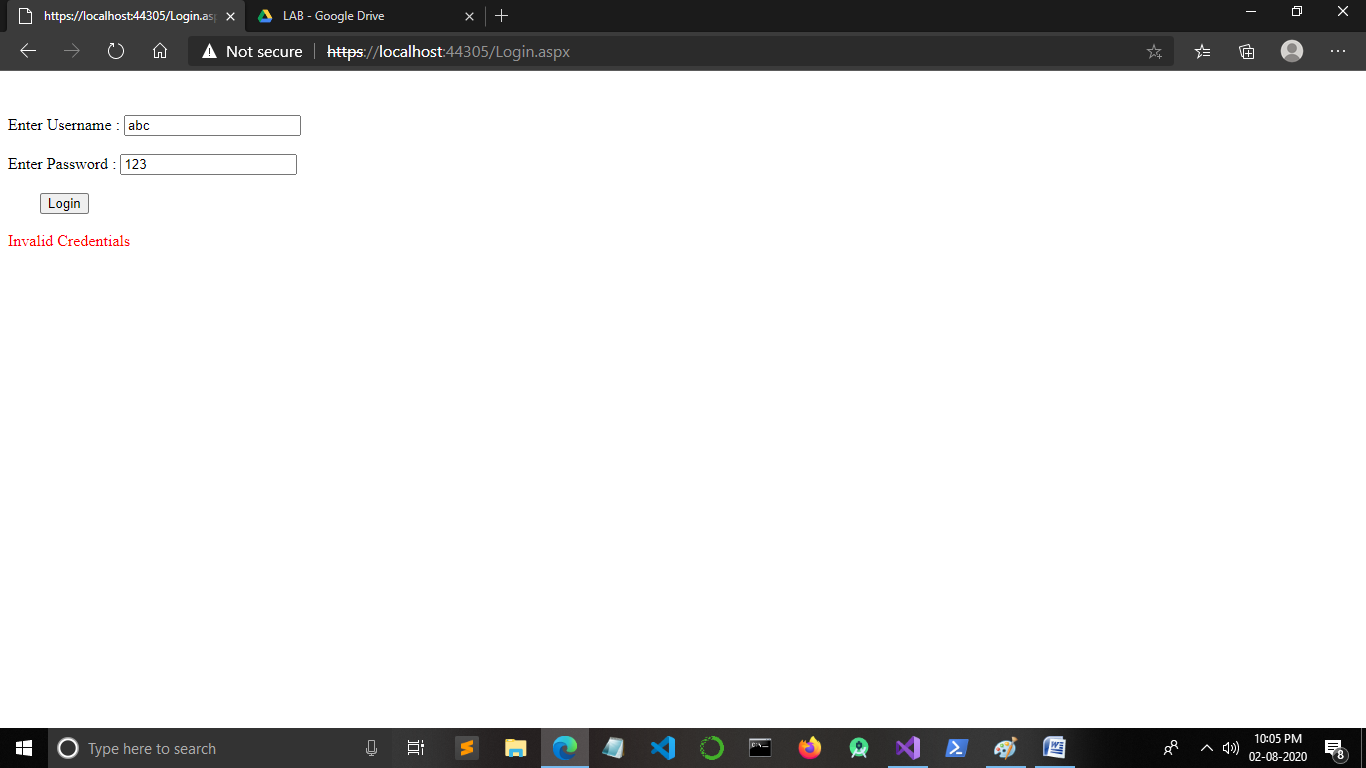 https://localhost:44305/Login.as
LAB - Google Drive
Not secure
https://localhost:44305/Login.aspx
Enter Username : abc
Enter Password : 123
Login
Invalid Credentials
Type here to search
10:05 PM
02-08-2020
8